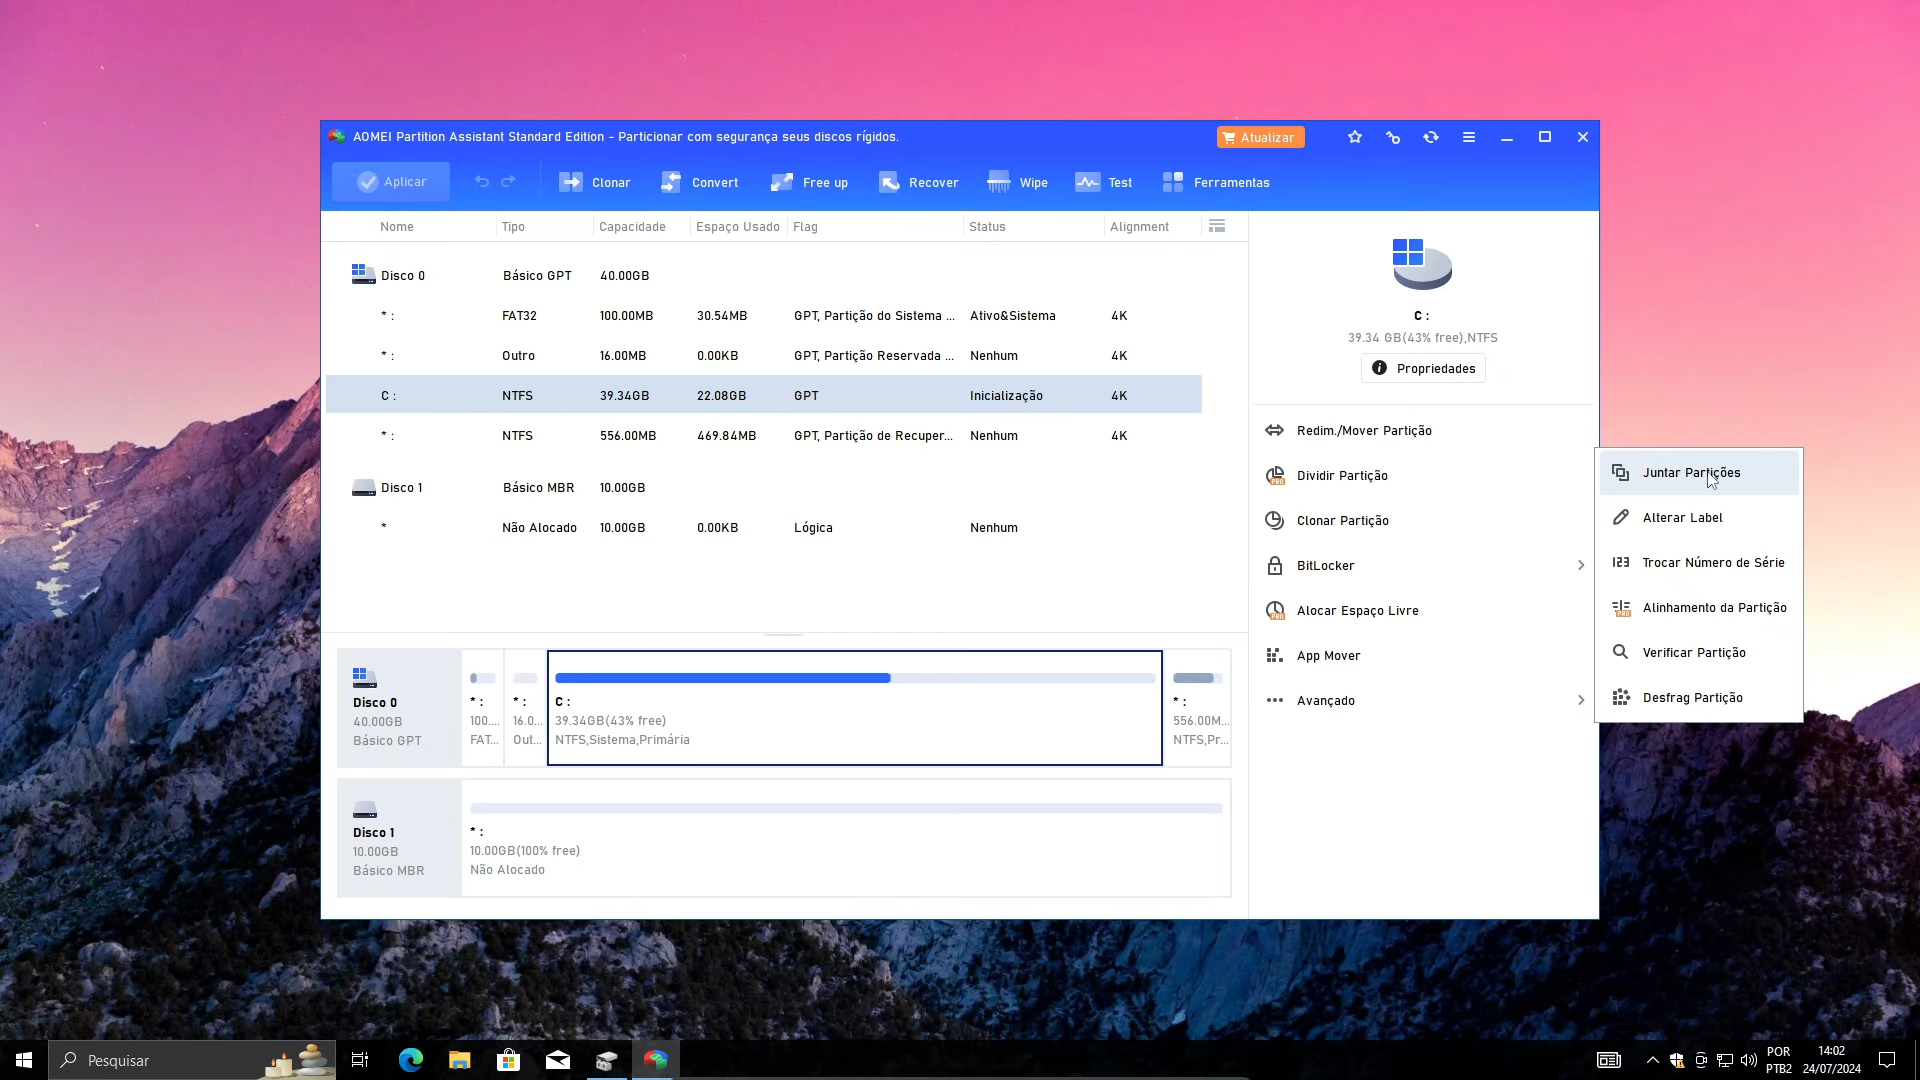 AOMEI Partition Assistant Standard Edition - Particionar com segurança seus discos rígidos.
Atualizar
Aplicar
Clonar
Convert
Free up
Recover
Wipe
Test
Ferramentas
Nome Tipo Capacidade Espaço Usado Flag Status Alignment
Disco 0 Básico GPT 40.00GB
* : FAT32 100.00MB 30.54MB GPT, Partição do Sistema ... Ativo&Sistema 4K
* : Outro 16.00MB 0.00KB GPT, Partição Reservada ... Nenhum 4K
C : NTFS 39.34GB 22.08GB GPT Inicialização 4K
* : NTFS 556.00MB 469.84MB GPT, Partição de Recuper... Nenhum 4K
Disco 1 Básico MBR 10.00GB
* Não Alocado 10.00GB 0.00KB Lógica Nenhum
C :
39.34 GB(43% free),NTFS
Propriedades
Redim./Mover Partição
PRO Dividir Partição
Clonar Partição
BitLocker
PRO Alocar Espaço Livre
App Mover
Avançado
Juntar Partições
Alterar Label
123 Trocar Número de Série
PRO Alinhamento da Partição
Verificar Partição
Desfrag Partição
Disco 0
40.00GB
Básico GPT
* :
100....
FAT...
* :
16.0...
Out...
C :
39.34GB(43% free)
NTFS,Sistema,Primária
* :
556.00M...
NTFS,Pr...
Disco 1
10.00GB
Básico MBR
* :
10.00GB(100% free)
Não Alocado
Pesquisar
POR
PTB2
14:02
24/07/2024